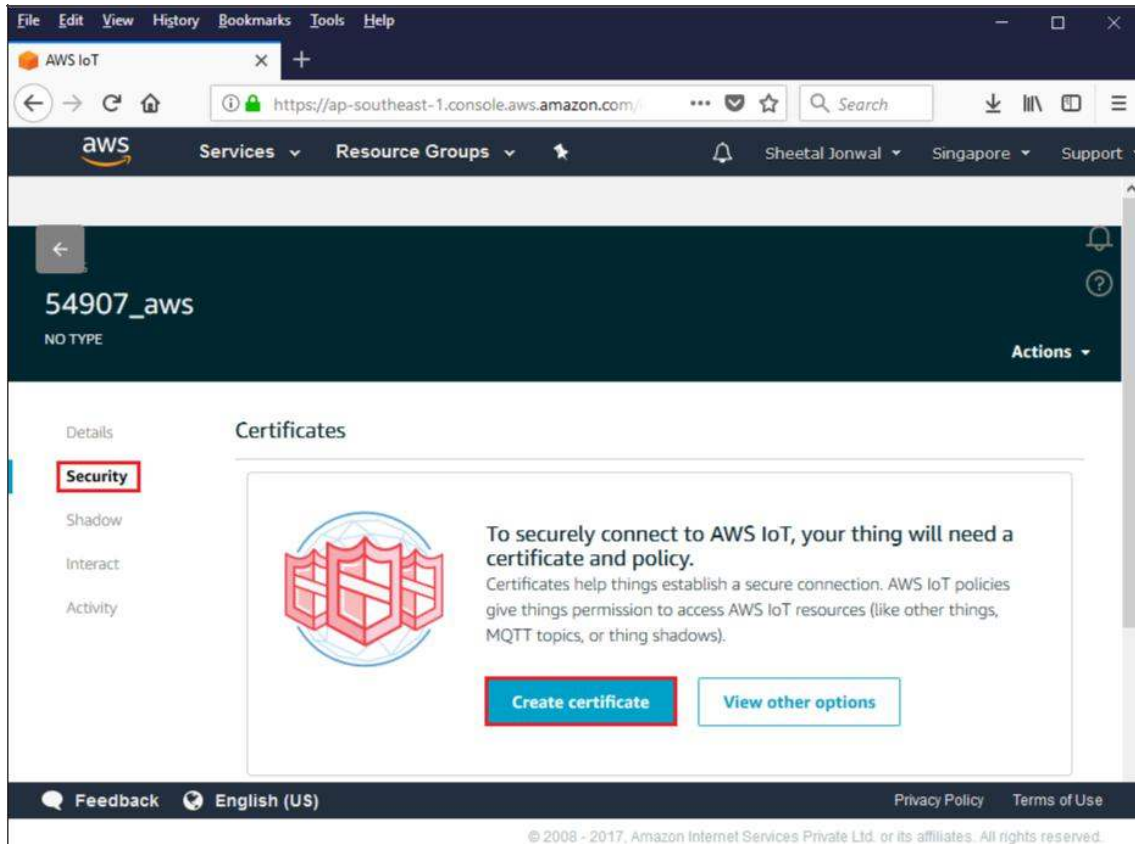 File Edit View History Bookmarks Tools Help
AWS IoT
https://ap-southeast-1.console.aws.amazon.com/
Search
aws Services Resource Groups Sheetal Jonwal Singapore Support
54907_aws
NO TYPE
Actions
Details
Security
Shadow
Interact
Activity
Certificates
To securely connect to AWS IoT, your thing will need a
certificate and policy.
Certificates help things establish a secure connection. AWS IoT policies
give things permission to access AWS IoT resources (like other things,
MQTT topics, or thing shadows).
Create certificate View other options
Feedback English (US) Privacy Policy Terms of Use
© 2008 - 2017, Amazon Internet Services Private Ltd. or its affiliates. All rights reserved.